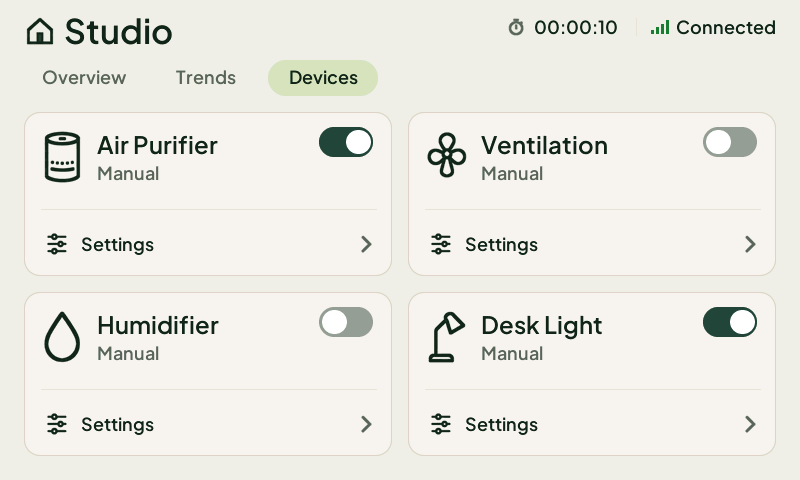 Studio
00:00:10
Connected
Overview
Trends
Devices
Air Purifier
Manual
Settings
Ventilation
Manual
Settings
Humidifier
Manual
Settings
Desk Light
Manual
Settings